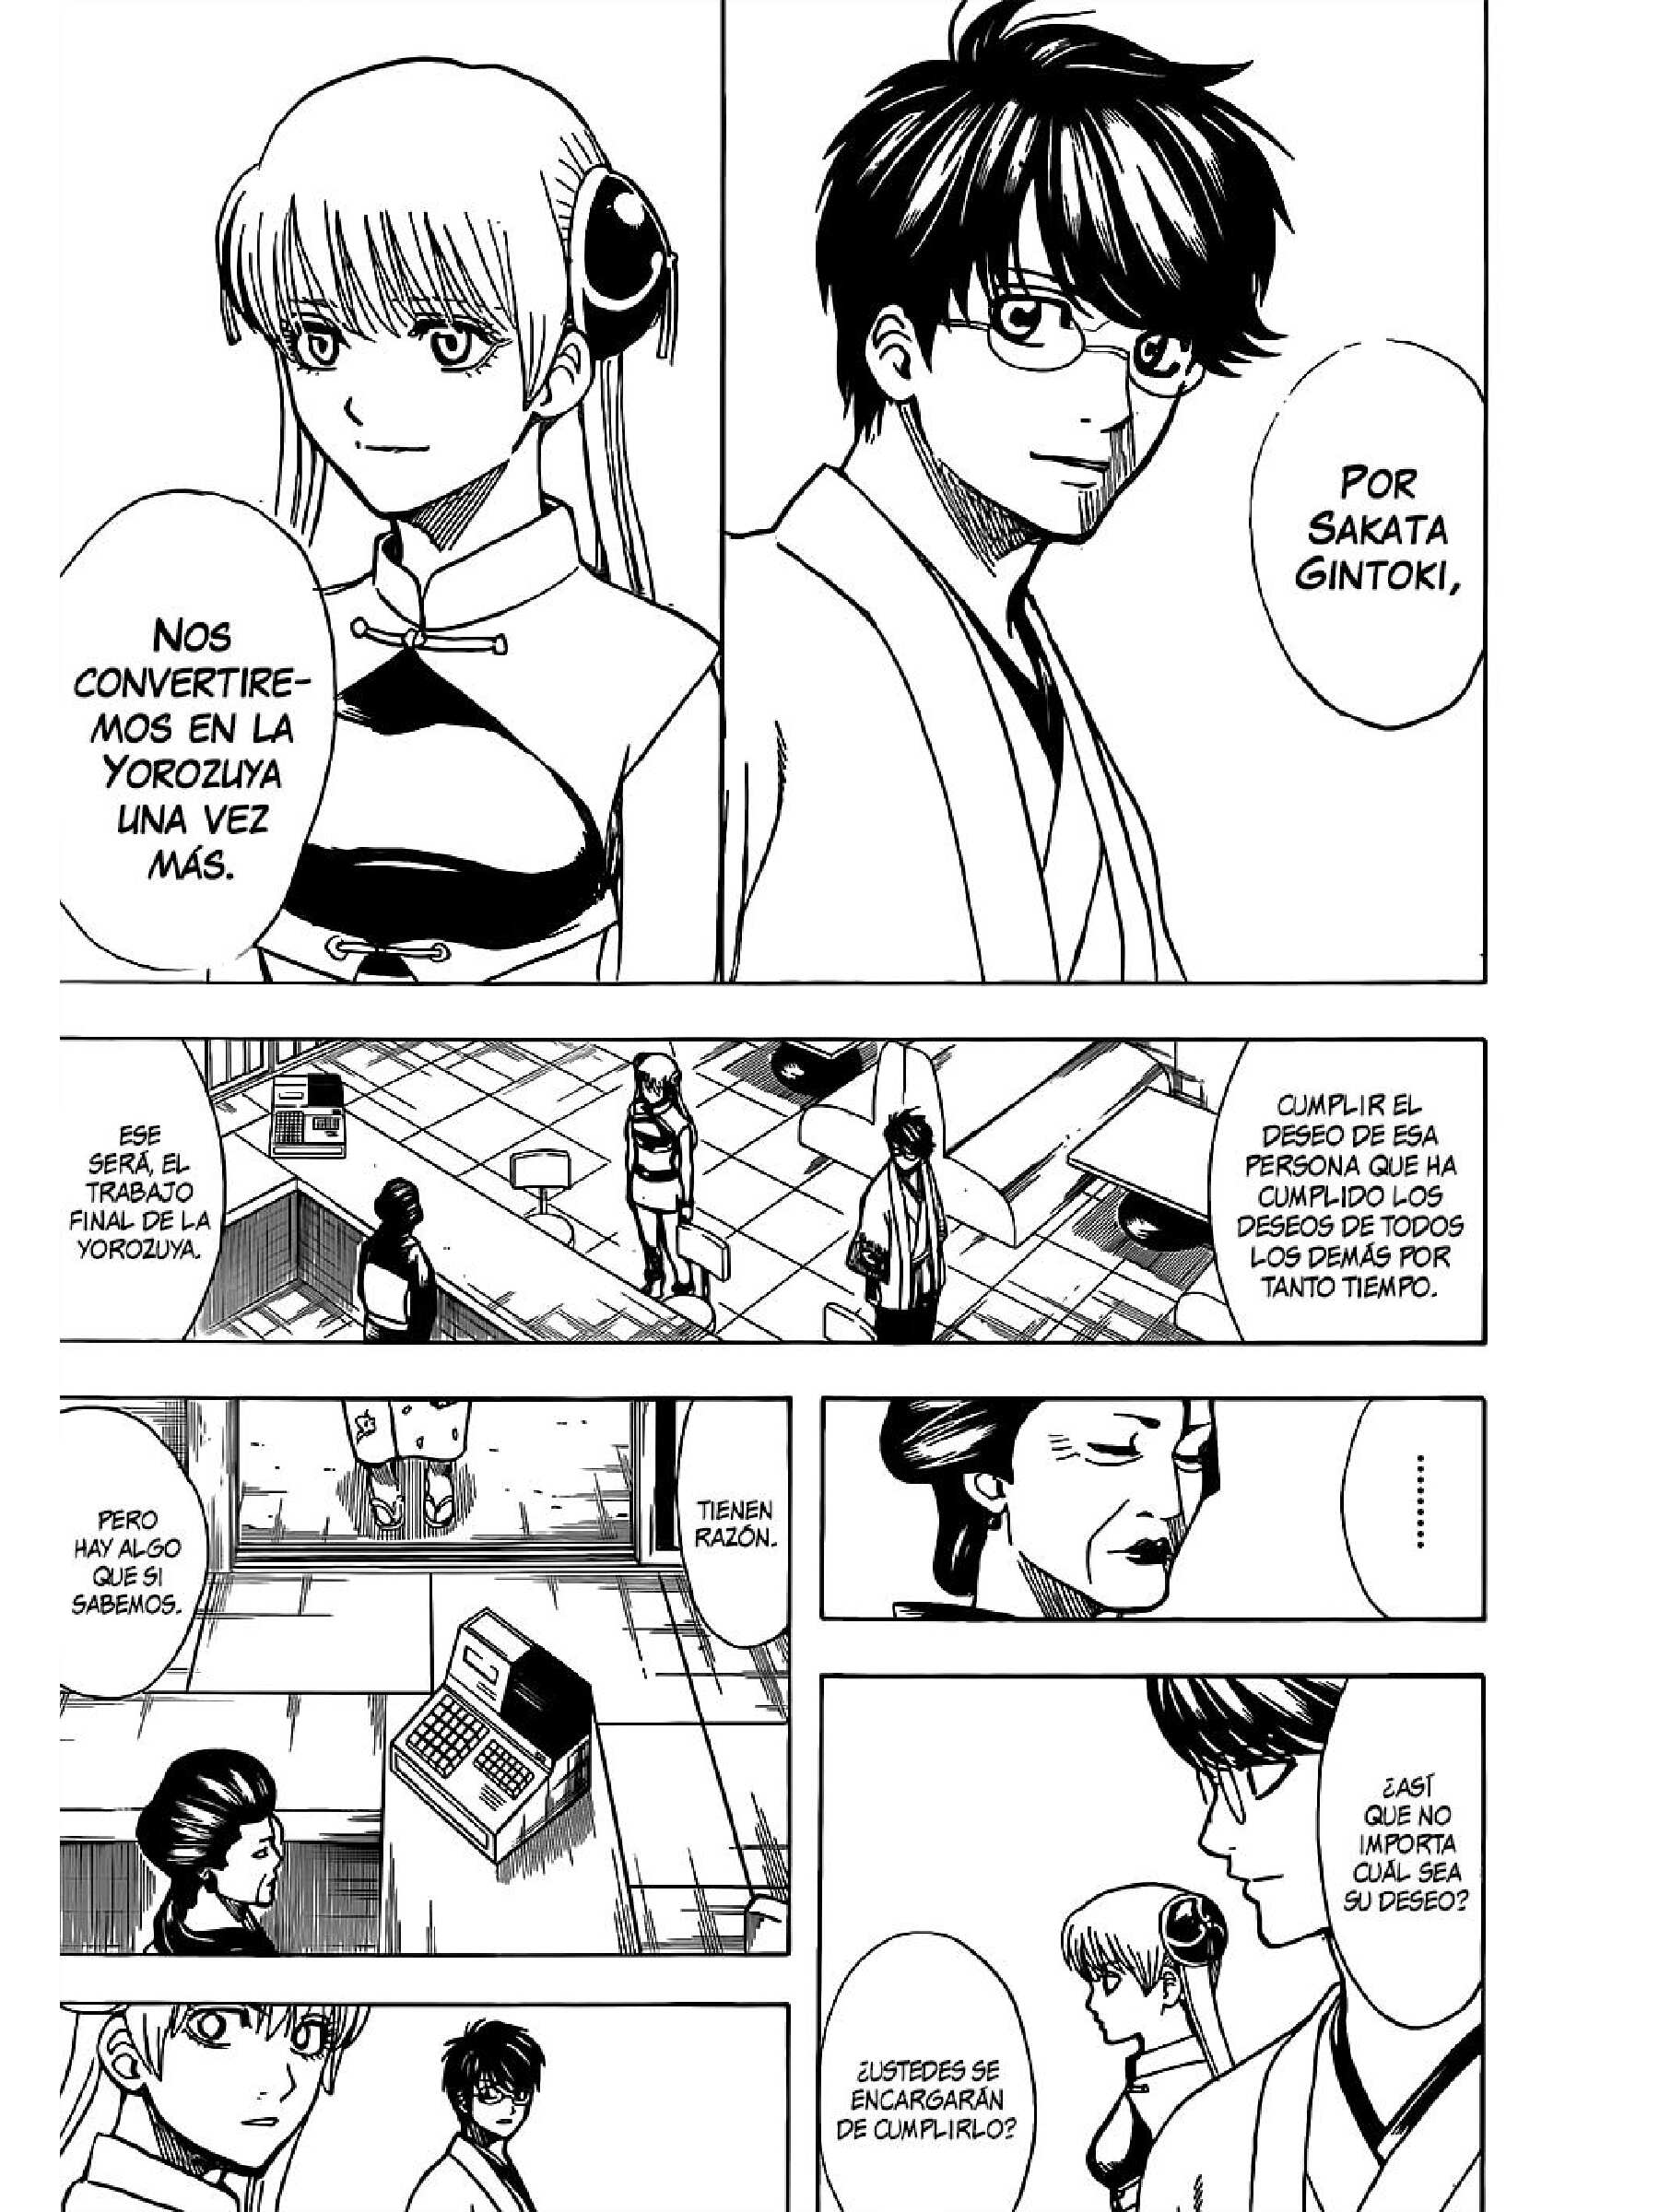 POR
SAKATA
GINTOKI,
NOS
CONVERTIRE-
MOS EN LA
YOROZUYA
UNA VEZ
MÁS.
CUMPLIR EL
DESEO DE ESA
PERSONA QUE HA
CUMPLIDO LOS
DESEOS DE TODOS
LOS DEMÁS POR
TANTO TIEMPO.
ESE
SERÁ, EL
TRABAJO
FINAL DE LA
YOROZUYA.
.........
¿ASÍ
QUE NO
IMPORTA
CUÁL SEA
SU DESEO?
¿USTEDES SE
ENCARGARÁN
DE CUMPLIRLO?
TIENEN
RAZÓN.
PERO
HAY ALGO
QUE SI
SABEMOS.